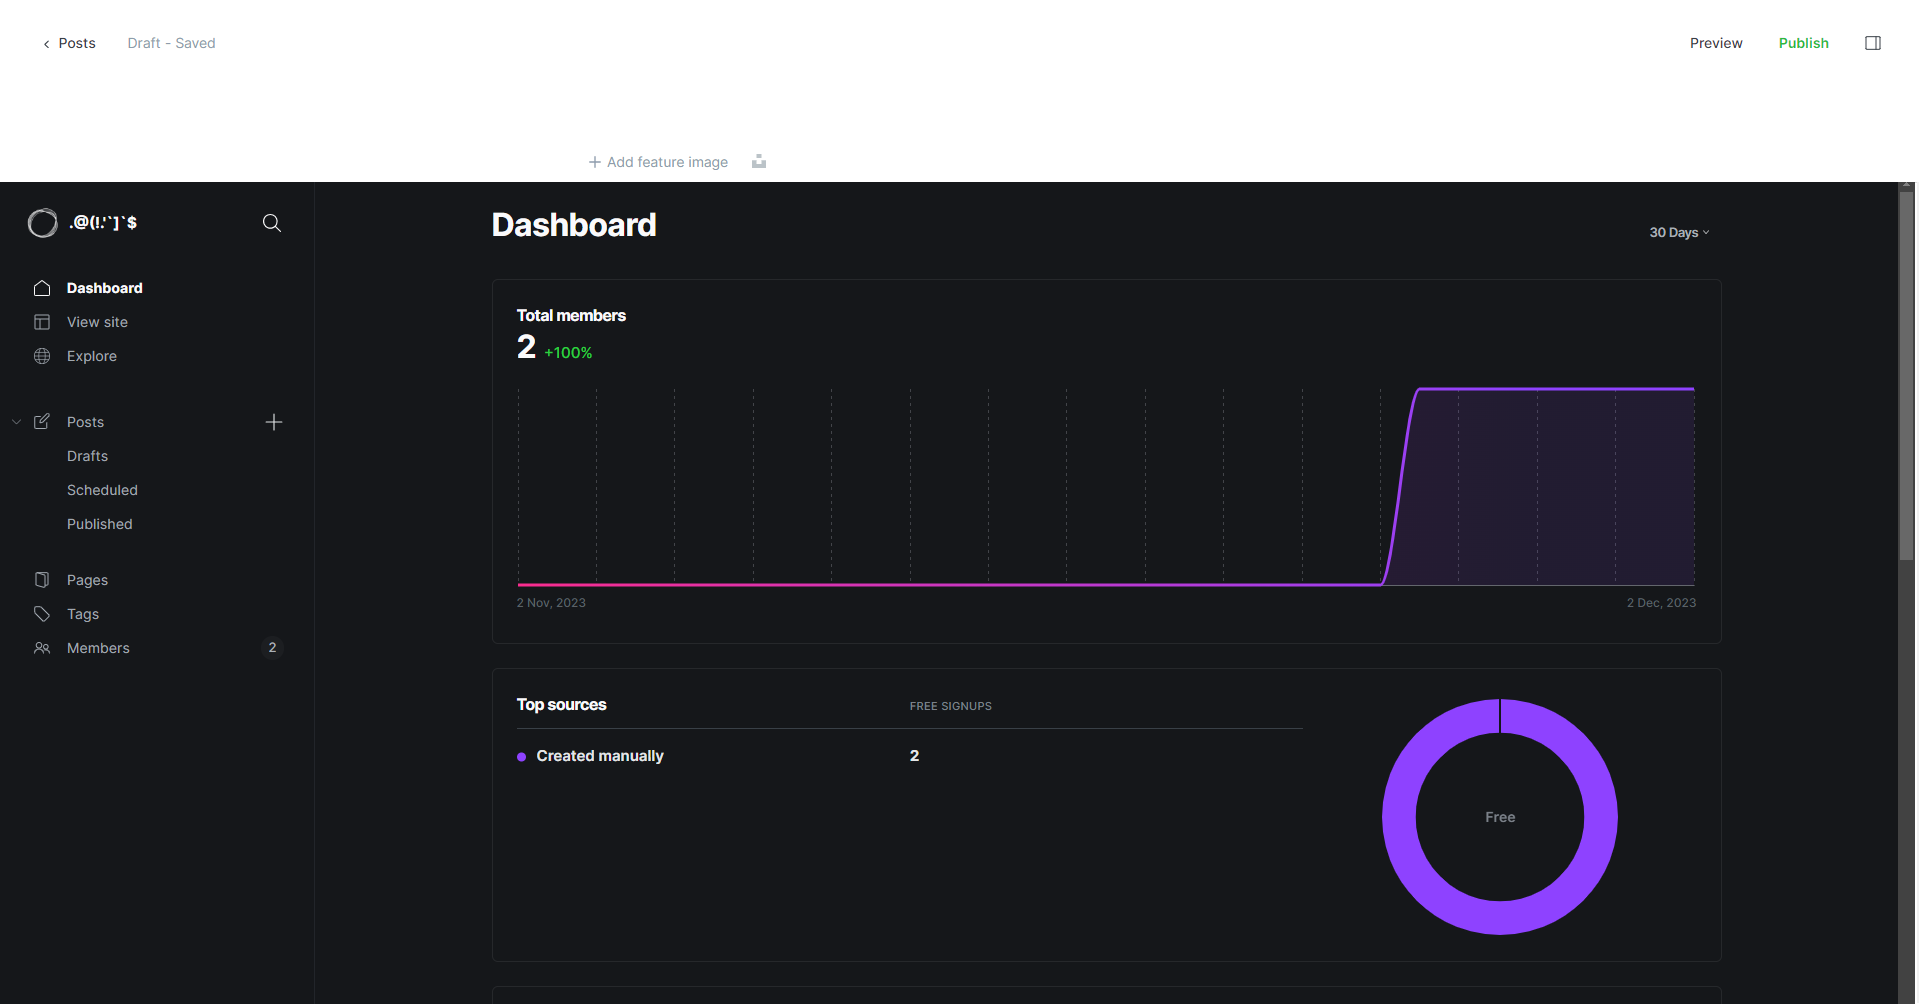 Posts Draft - Saved Preview Publish
Add feature image
.@(!.'`]`$
Dashboard
View site
Explore
Posts
Drafts
Scheduled
Published
Pages
Tags
Members 2
Dashboard
30 Days
Total members
2 +100%
2 Nov, 2023 2 Dec, 2023
Top sources FREE SIGNUPS
Created manually 2
Free